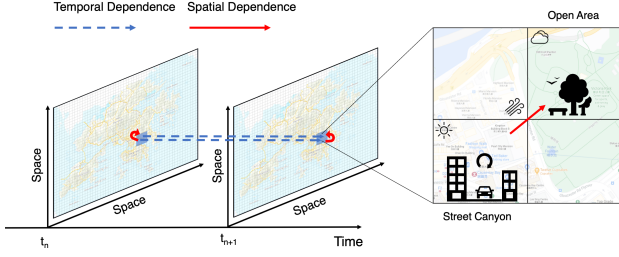 Temporal Dependence
Spatial Dependence
Open Area
Space
Space
Space
Space
Street Canyon
tn
tn+1
Time